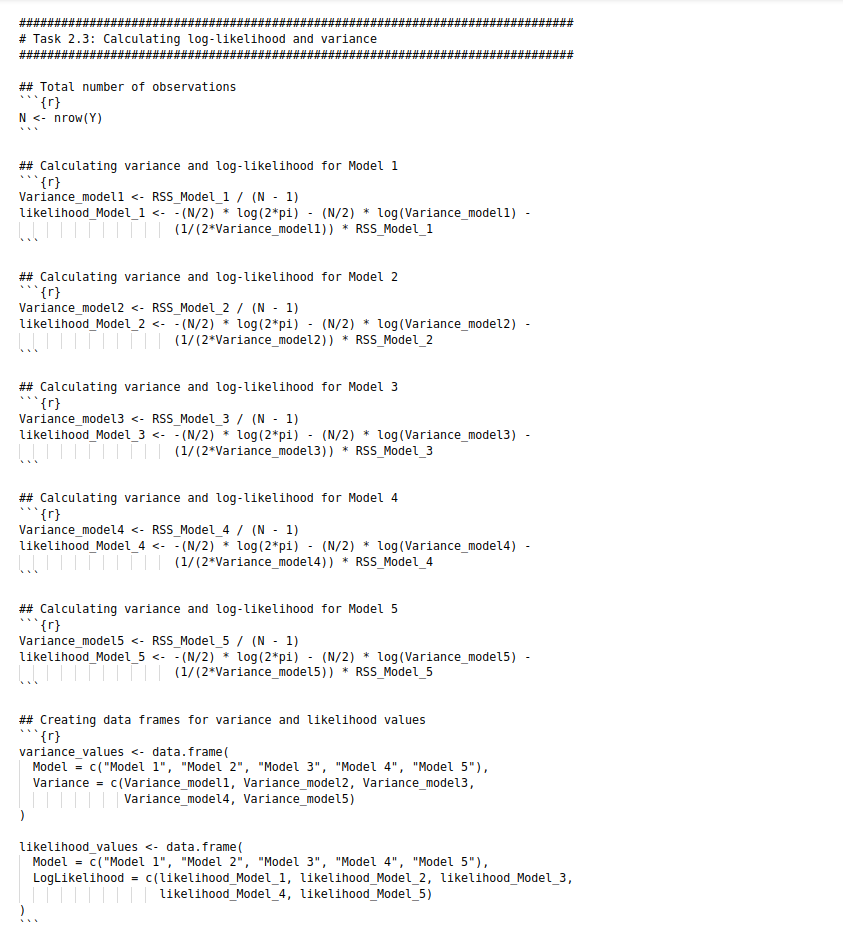 ###############################################################################
# Task 2.3: Calculating log-likelihood and variance
###############################################################################
## Total number of observations
```{r}
N <- nrow(Y)
```
## Calculating variance and log-likelihood for Model 1
```{r}
Variance_model1 <- RSS_Model_1 / (N - 1)
likelihood_Model_1 <- -(N/2) * log(2*pi) - (N/2) * log(Variance_model1) -
(1/(2*Variance_model1)) * RSS_Model_1
```
## Calculating variance and log-likelihood for Model 2
```{r}
Variance_model2 <- RSS_Model_2 / (N - 1)
likelihood_Model_2 <- -(N/2) * log(2*pi) - (N/2) * log(Variance_model2) -
(1/(2*Variance_model2)) * RSS_Model_2
```
## Calculating variance and log-likelihood for Model 3
```{r}
Variance_model3 <- RSS_Model_3 / (N - 1)
likelihood_Model_3 <- -(N/2) * log(2*pi) - (N/2) * log(Variance_model3) -
(1/(2*Variance_model3)) * RSS_Model_3
```
## Calculating variance and log-likelihood for Model 4
```{r}
Variance_model4 <- RSS_Model_4 / (N - 1)
likelihood_Model_4 <- -(N/2) * log(2*pi) - (N/2) * log(Variance_model4) -
(1/(2*Variance_model4)) * RSS_Model_4
```
## Calculating variance and log-likelihood for Model 5
```{r}
Variance_model5 <- RSS_Model_5 / (N - 1)
likelihood_Model_5 <- -(N/2) * log(2*pi) - (N/2) * log(Variance_model5) -
(1/(2*Variance_model5)) * RSS_Model_5
```
## Creating data frames for variance and likelihood values
```{r}
variance_values <- data.frame(
Model = c("Model 1", "Model 2", "Model 3", "Model 4", "Model 5"),
Variance = c(Variance_model1, Variance_model2, Variance_model3,
Variance_model4, Variance_model5)
)
likelihood_values <- data.frame(
Model = c("Model 1", "Model 2", "Model 3", "Model 4", "Model 5"),
LogLikelihood = c(likelihood_Model_1, likelihood_Model_2, likelihood_Model_3,
likelihood_Model_4, likelihood_Model_5)
)
```